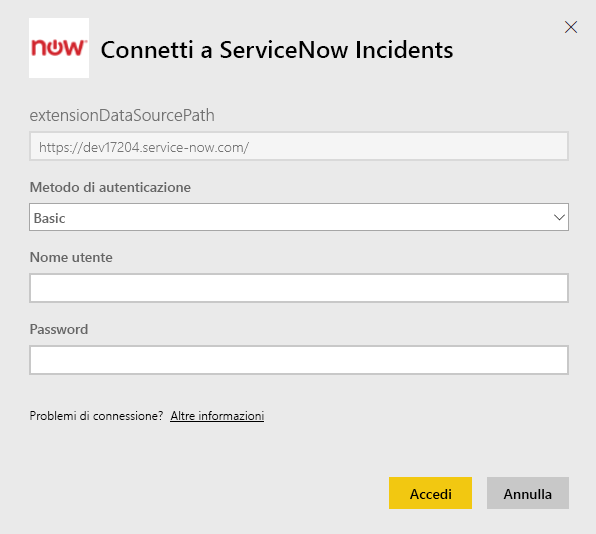 now
Connetti a ServiceNow Incidents
extensionDataSourcePath
https://dev17204.service-now.com/
Metodo di autenticazione
Basic
Nome utente
Password
Problemi di connessione? Altre informazioni
Accedi Annulla